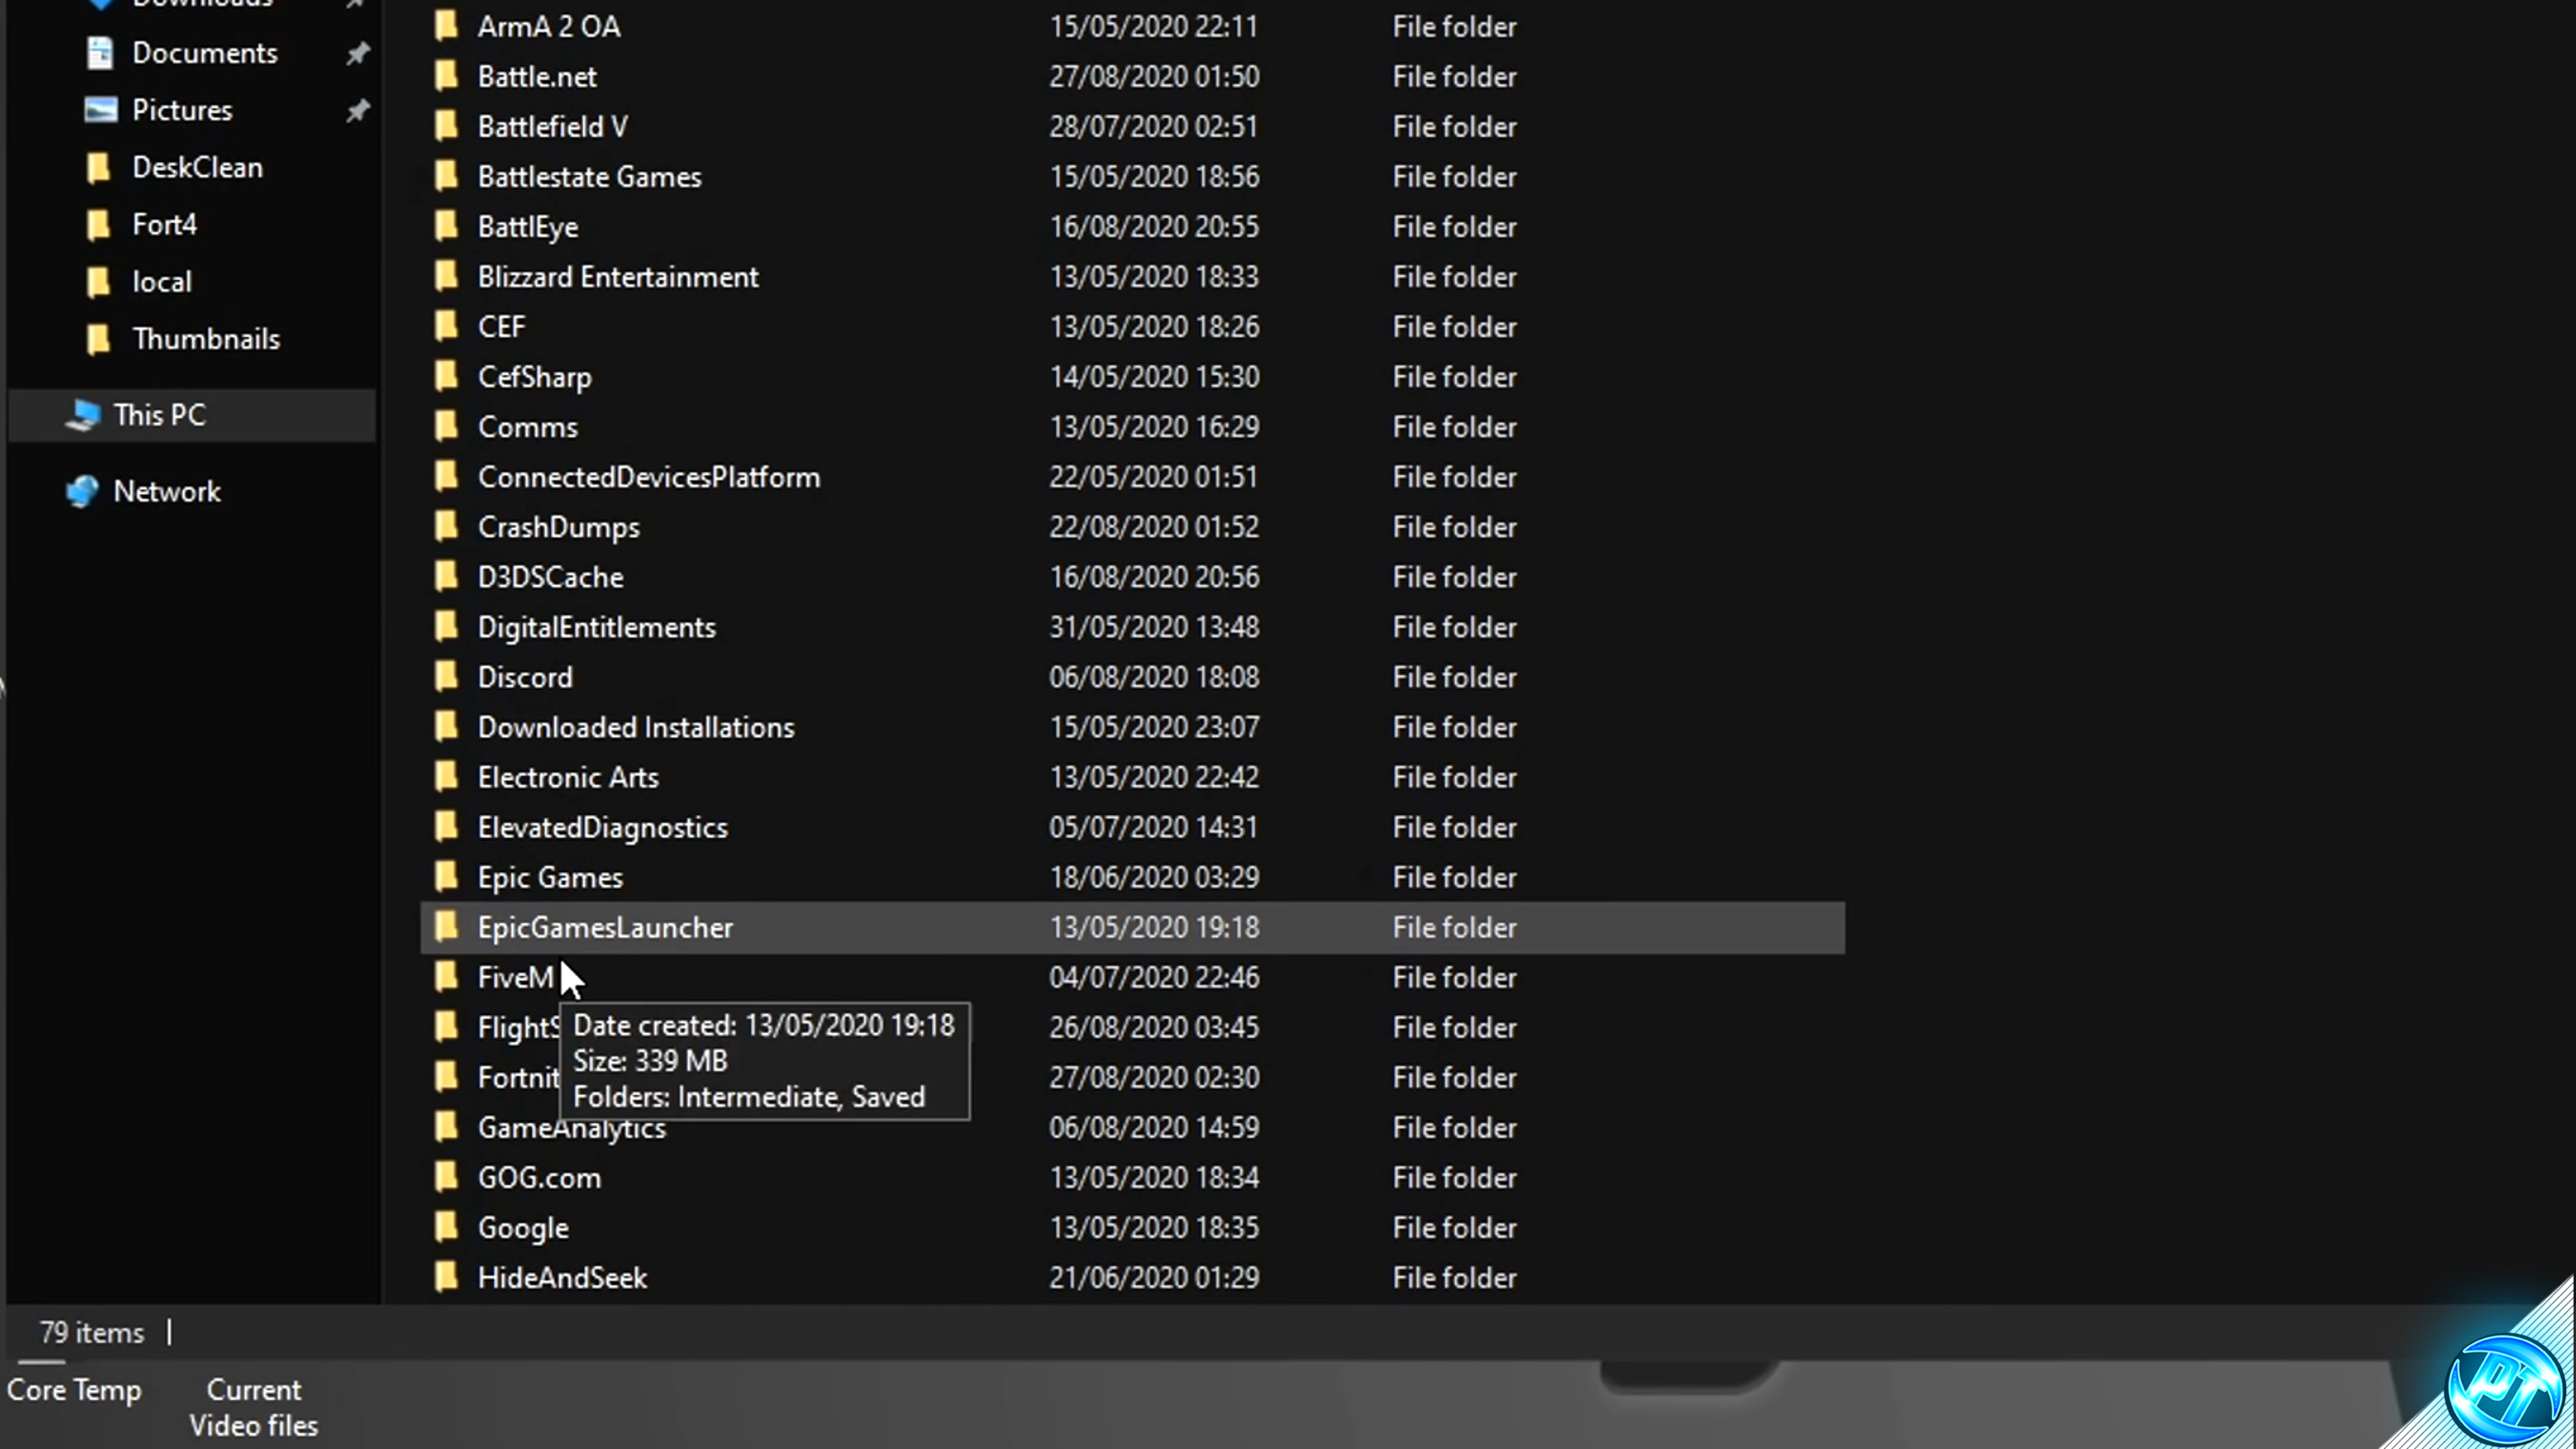 Downloads
Documents
Pictures
DeskClean
Fort4
local
Thumbnails
This PC
Network
ArmA 2 OA 15/05/2020 22:11 File folder
Battle.net 27/08/2020 01:50 File folder
Battlefield V 28/07/2020 02:51 File folder
Battlestate Games 15/05/2020 18:56 File folder
BattlEye 16/08/2020 20:55 File folder
Blizzard Entertainment 13/05/2020 18:33 File folder
CEF 13/05/2020 18:26 File folder
CefSharp 14/05/2020 15:30 File folder
Comms 13/05/2020 16:29 File folder
ConnectedDevicesPlatform 22/05/2020 01:51 File folder
CrashDumps 22/08/2020 01:52 File folder
D3DSCache 16/08/2020 20:56 File folder
DigitalEntitlements 31/05/2020 13:48 File folder
Discord 06/08/2020 18:08 File folder
Downloaded Installations 15/05/2020 23:07 File folder
Electronic Arts 13/05/2020 22:42 File folder
ElevatedDiagnostics 05/07/2020 14:31 File folder
Epic Games 18/06/2020 03:29 File folder
EpicGamesLauncher 13/05/2020 19:18 File folder
FiveM 04/07/2020 22:46 File folder
FlightS 26/08/2020 03:45 File folder
Fortnit 27/08/2020 02:30 File folder
GameAnalytics 06/08/2020 14:59 File folder
GOG.com 13/05/2020 18:34 File folder
Google 13/05/2020 18:35 File folder
HideAndSeek 21/06/2020 01:29 File folder
Date created: 13/05/2020 19:18
Size: 339 MB
Folders: Intermediate, Saved
79 items
Core Temp
Current
Video files
PT